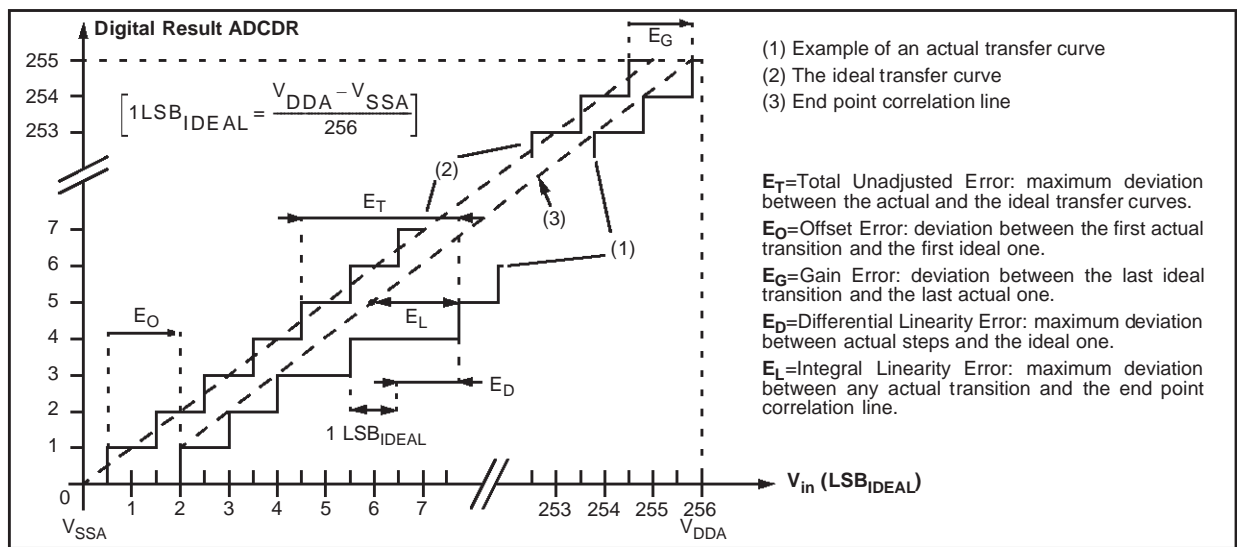 Digital Result ADCDR
E_G
255
254
253
[1LSB_IDEAL = (V_DDA – V_SSA) / 256]
(1) Example of an actual transfer curve
(2) The ideal transfer curve
(3) End point correlation line
(2)
E_T
(3)
(1)
7
6
5
4
3
2
1
0
E_O
E_L
E_D
1 LSB_IDEAL
E_T=Total Unadjusted Error: maximum deviation
between the actual and the ideal transfer curves.
E_O=Offset Error: deviation between the first actual
transition and the first ideal one.
E_G=Gain Error: deviation between the last ideal
transition and the last actual one.
E_D=Differential Linearity Error: maximum deviation
between actual steps and the ideal one.
E_L=Integral Linearity Error: maximum deviation
between any actual transition and the end point
correlation line.
1 2 3 4 5 6 7 253 254 255 256
V_in (LSB_IDEAL)
V_SSA
V_DDA